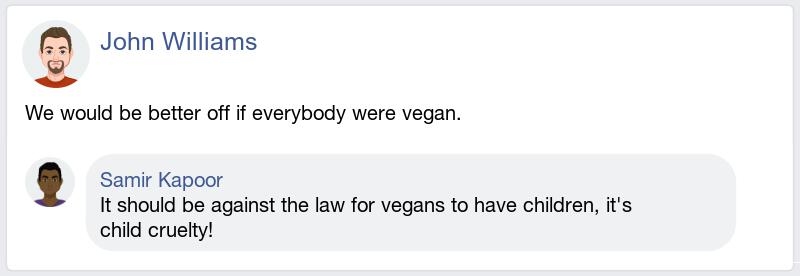 John Williams
We would be better off if everybody were vegan.
Samir Kapoor
It should be against the law for vegans to have children, it's
child cruelty!